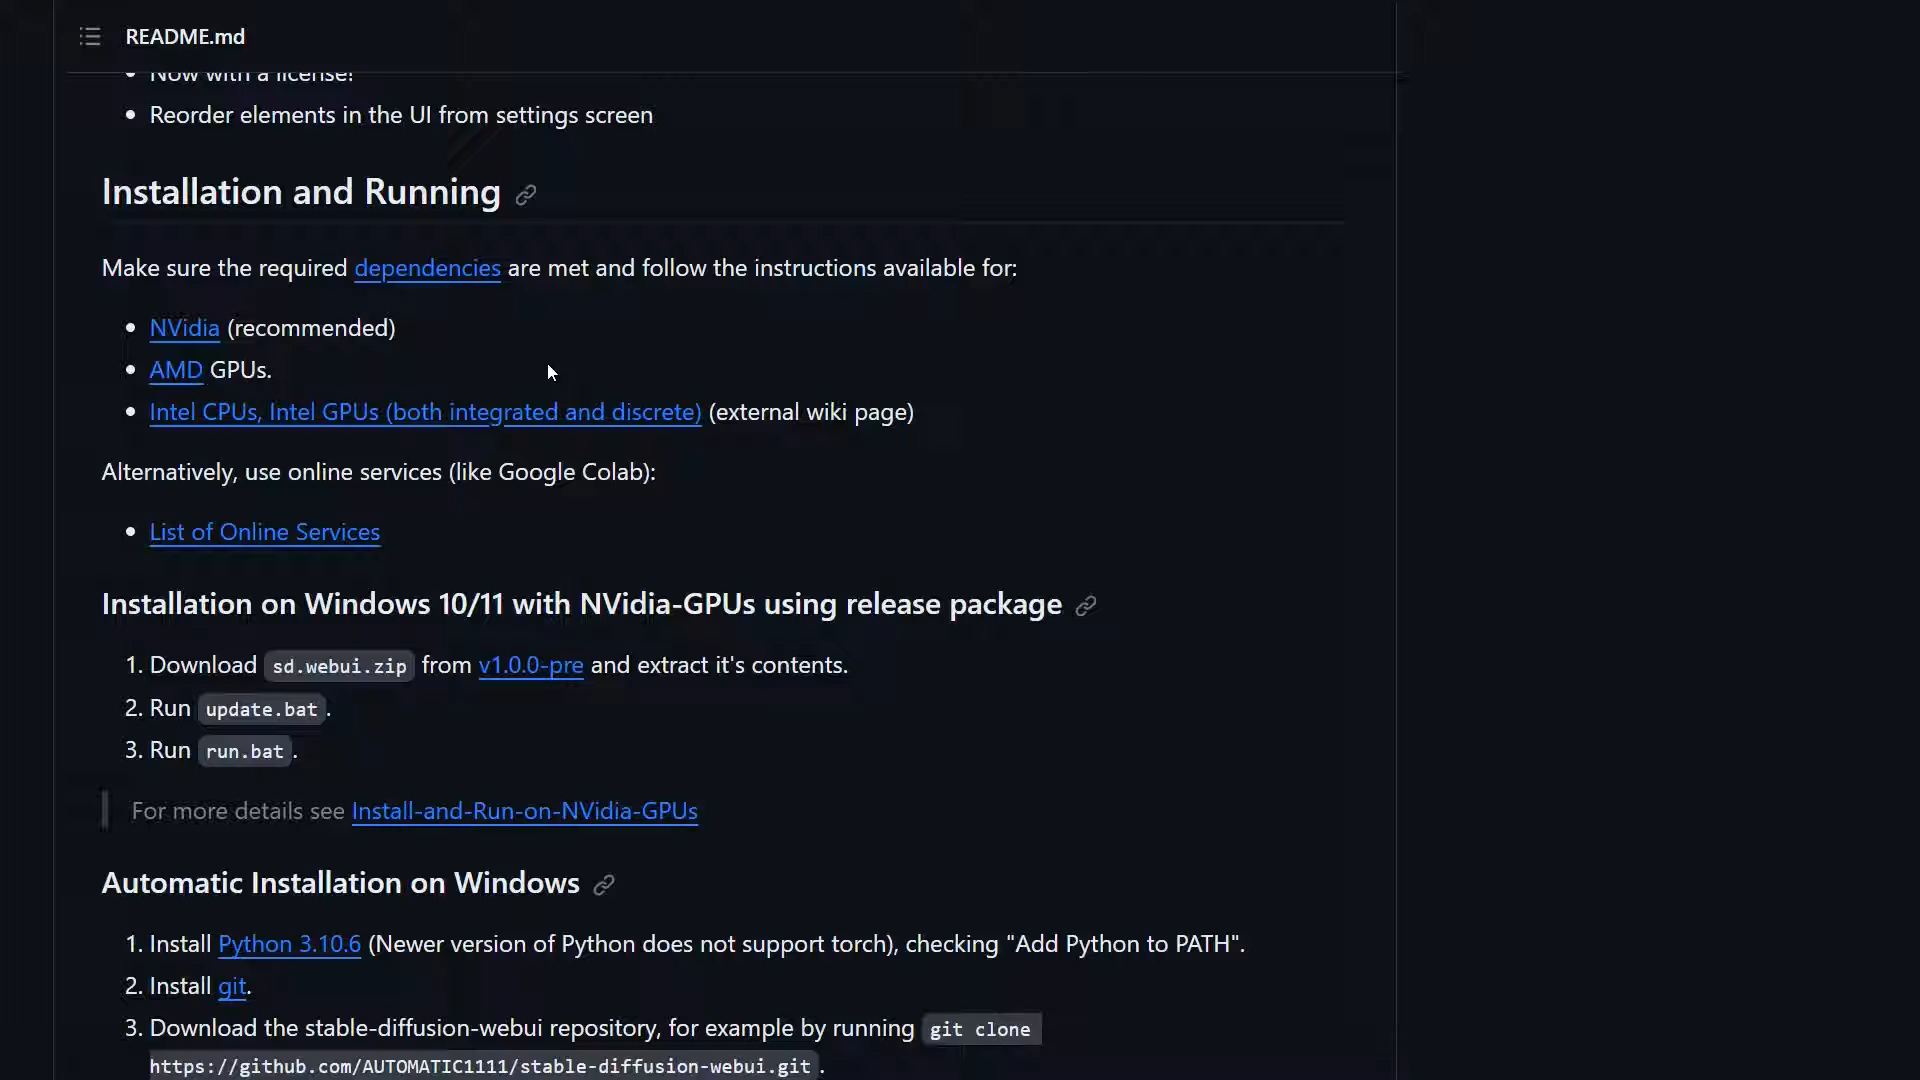 README.md
Now with a license!
Reorder elements in the UI from settings screen
Installation and Running
Make sure the required dependencies are met and follow the instructions available for:
NVidia (recommended)
AMD GPUs.
Intel CPUs, Intel GPUs (both integrated and discrete) (external wiki page)
Alternatively, use online services (like Google Colab):
List of Online Services
Installation on Windows 10/11 with NVidia-GPUs using release package
1. Download sd.webui.zip from v1.0.0-pre and extract it's contents.
2. Run update.bat.
3. Run run.bat.
For more details see Install-and-Run-on-NVidia-GPUs
Automatic Installation on Windows
1. Install Python 3.10.6 (Newer version of Python does not support torch), checking "Add Python to PATH".
2. Install git.
3. Download the stable-diffusion-webui repository, for example by running git clone
https://github.com/AUTOMATIC1111/stable-diffusion-webui.git.